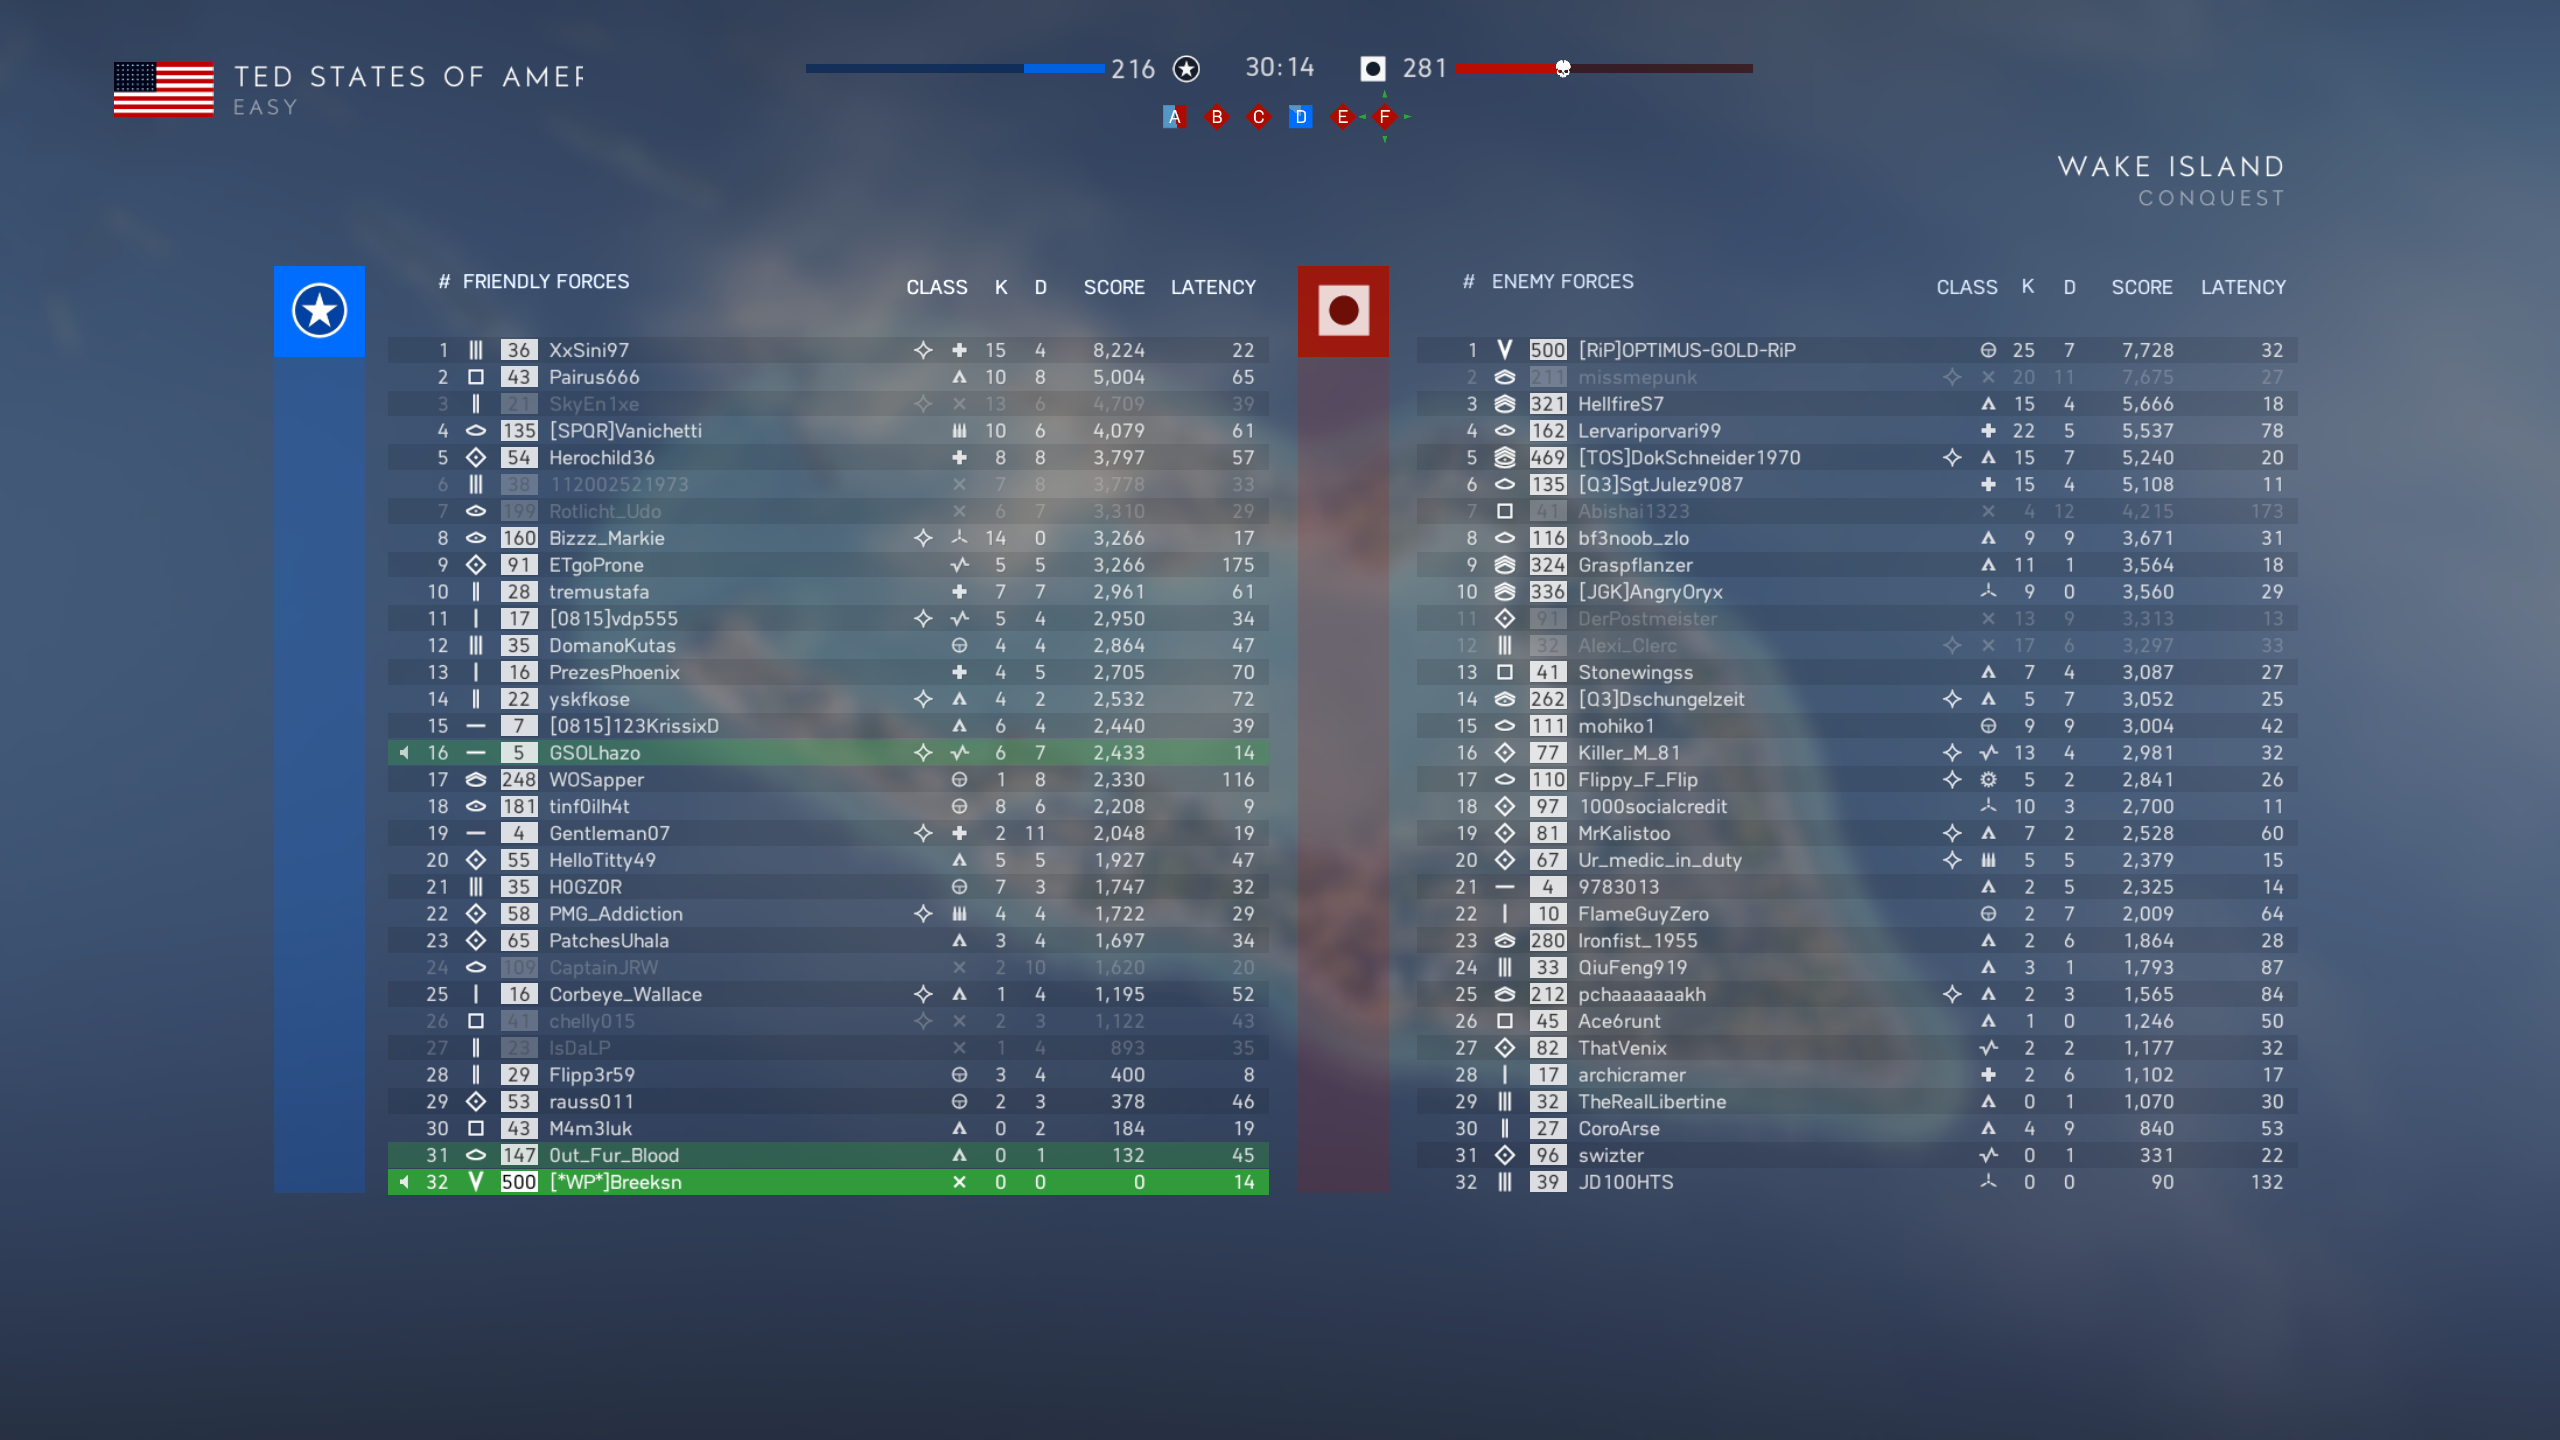 TED STATES OF AMER
EASY
216 30:14 281
A B C D E F
WAKE ISLAND
CONQUEST
# FRIENDLY FORCES CLASS K D SCORE LATENCY
1 36 XxSini97 15 4 8,224 22
2 43 Pairus666 10 8 5,004 65
3 21 SkyEn1xe 13 6 4,709 39
4 135 [SPQR]Vanichetti 10 6 4,079 61
5 54 Herochild36 8 8 3,797 57
6 38 112002521973 7 8 3,778 33
7 199 Rotlicht_Udo 6 7 3,310 29
8 160 Bizzz_Markie 14 0 3,266 17
9 91 ETgoProne 5 5 3,266 175
10 28 tremustafa 7 7 2,961 61
11 17 [0815]vdp555 5 4 2,950 34
12 35 DomanoKutas 4 4 2,864 47
13 16 PrezesPhoenix 4 5 2,705 70
14 22 yskfkose 4 2 2,532 72
15 7 [0815]123KrissixD 6 4 2,440 39
16 5 GSOLhazo 6 7 2,433 14
17 248 WOSapper 1 8 2,330 116
18 181 tinf0ilh4t 8 6 2,208 9
19 4 Gentleman07 2 11 2,048 19
20 55 HelloTitty49 5 5 1,927 47
21 35 H0GZ0R 7 3 1,747 32
22 58 PMG_Addiction 4 4 1,722 29
23 65 PatchesUhala 3 4 1,697 34
24 109 CaptainJRW 2 10 1,620 20
25 16 Corbeye_Wallace 1 4 1,195 52
26 41 chelly015 2 3 1,122 43
27 23 IsDaLP 1 4 893 35
28 29 Flipp3r59 3 4 400 8
29 53 rauss011 2 3 378 46
30 43 M4m3luk 0 2 184 19
31 147 0ut_Fur_Blood 0 1 132 45
32 500 [*WP*]Breeksn 0 0 0 14
# ENEMY FORCES CLASS K D SCORE LATENCY
1 500 [RiP]OPTIMUS-GOLD-RiP 25 7 7,728 32
2 211 missmepunk 20 11 7,675 27
3 321 HellfireS7 15 4 5,666 18
4 162 Lervariporvari99 22 5 5,537 78
5 469 [TOS]DokSchneider1970 15 7 5,240 20
6 135 [Q3]SgtJulez9087 15 4 5,108 11
7 41 Abishai1323 4 12 4,215 173
8 116 bf3noob_zlo 9 9 3,671 31
9 324 Graspflanzer 11 1 3,564 18
10 336 [JGK]AngryOryx 9 0 3,560 29
11 91 DerPostmeister 13 9 3,313 13
12 32 Alexi_Clerc 17 6 3,297 33
13 41 Stonewingss 7 4 3,087 27
14 262 [Q3]Dschungelzeit 5 7 3,052 25
15 111 mohiko1 9 9 3,004 42
16 77 Killer_M_81 13 4 2,981 32
17 110 Flippy_F_Flip 5 2 2,841 26
18 97 1000socialcredit 10 3 2,700 11
19 81 MrKalistoo 7 2 2,528 60
20 67 Ur_medic_in_duty 5 5 2,379 15
21 4 9783013 2 5 2,325 14
22 10 FlameGuyZero 2 7 2,009 64
23 280 Ironfist_1955 2 6 1,864 28
24 33 QiuFeng919 3 1 1,793 87
25 212 pchaaaaaaakh 2 3 1,565 84
26 45 Ace6runt 1 0 1,246 50
27 82 ThatVenix 2 2 1,177 32
28 17 archicramer 2 6 1,102 17
29 32 TheRealLibertine 0 1 1,070 30
30 27 CoroArse 4 9 840 53
31 96 swizter 0 1 331 22
32 39 JD100HTS 0 0 90 132